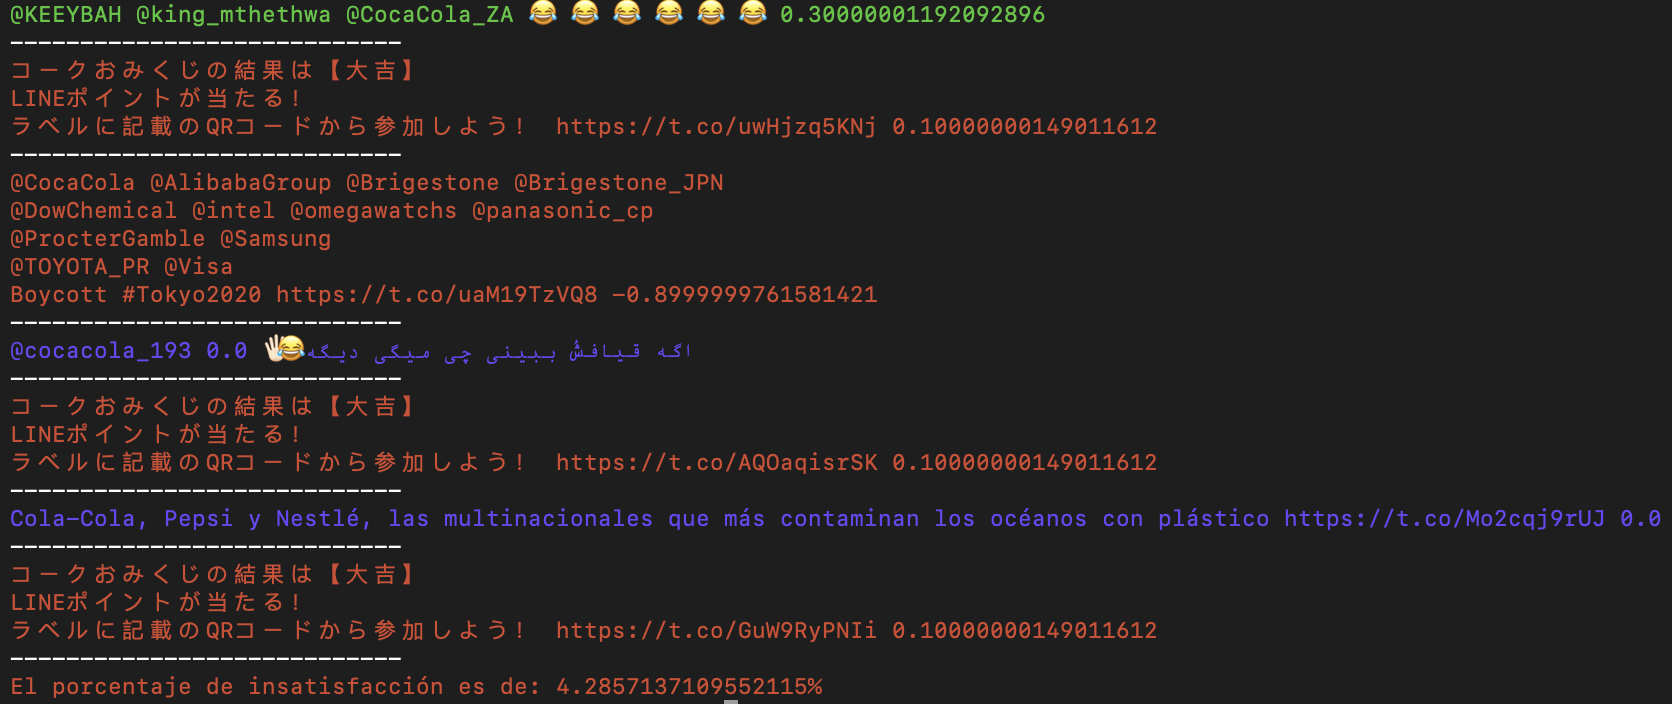 @KEEYBAH @king_mthethwa @CocaCola_ZA 😂 😂 😂 😂 😂 😂 0.30000001192092896
----------------------------
コークおみくじの結果は【大吉】
LINEポイントが当たる!
ラベルに記載のQRコードから参加しよう! https://t.co/uwHjzq5KNj 0.10000000149011612
----------------------------
@CocaCola @AlibabaGroup @Brigestone @Brigestone_JPN
@DowChemical @intel @omegawatchs @panasonic_cp
@ProcterGamble @Samsung
@TOYOTA_PR @Visa
Boycott #Tokyo2020 https://t.co/uaM19TzVQ8 -0.8999999761581421
----------------------------
@cocacola_193 اگه قیافشُ ببینی چی میگی دیگه😂🖐🏻 0.0
----------------------------
コークおみくじの結果は【大吉】
LINEポイントが当たる!
ラベルに記載のQRコードから参加しよう! https://t.co/AQOaqisrSK 0.10000000149011612
----------------------------
Cola-Cola, Pepsi y Nestlé, las multinacionales que más contaminan los océanos con plástico https://t.co/Mo2cqj9rUJ 0.0
----------------------------
コークおみくじの結果は【大吉】
LINEポイントが当たる!
ラベルに記載のQRコードから参加しよう! https://t.co/GuW9RyPNIi 0.10000000149011612
----------------------------
El porcentaje de insatisfacción es de: 4.2857137109552115%